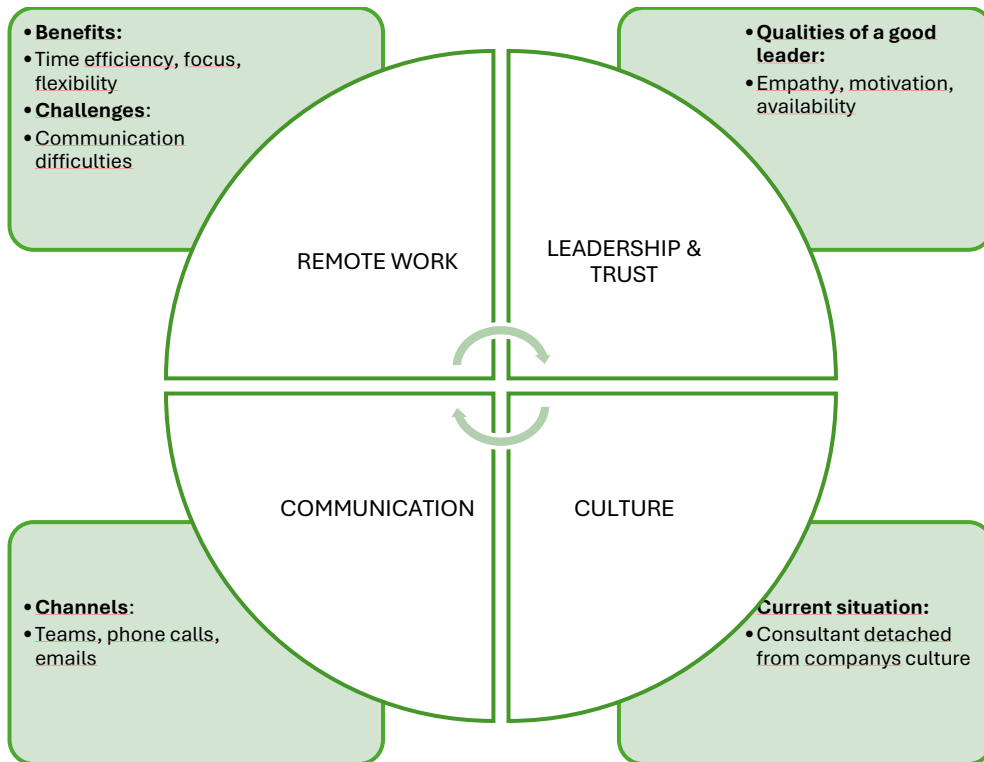 • Benefits:
• Time efficiency, focus,
flexibility
• Challenges:
• Communication
difficulties
• Qualities of a good
leader:
• Empathy, motivation,
availability
REMOTE WORK
LEADERSHIP &
TRUST
COMMUNICATION
CULTURE
• Channels:
• Teams, phone calls,
emails
Current situation:
• Consultant detached
from companys culture